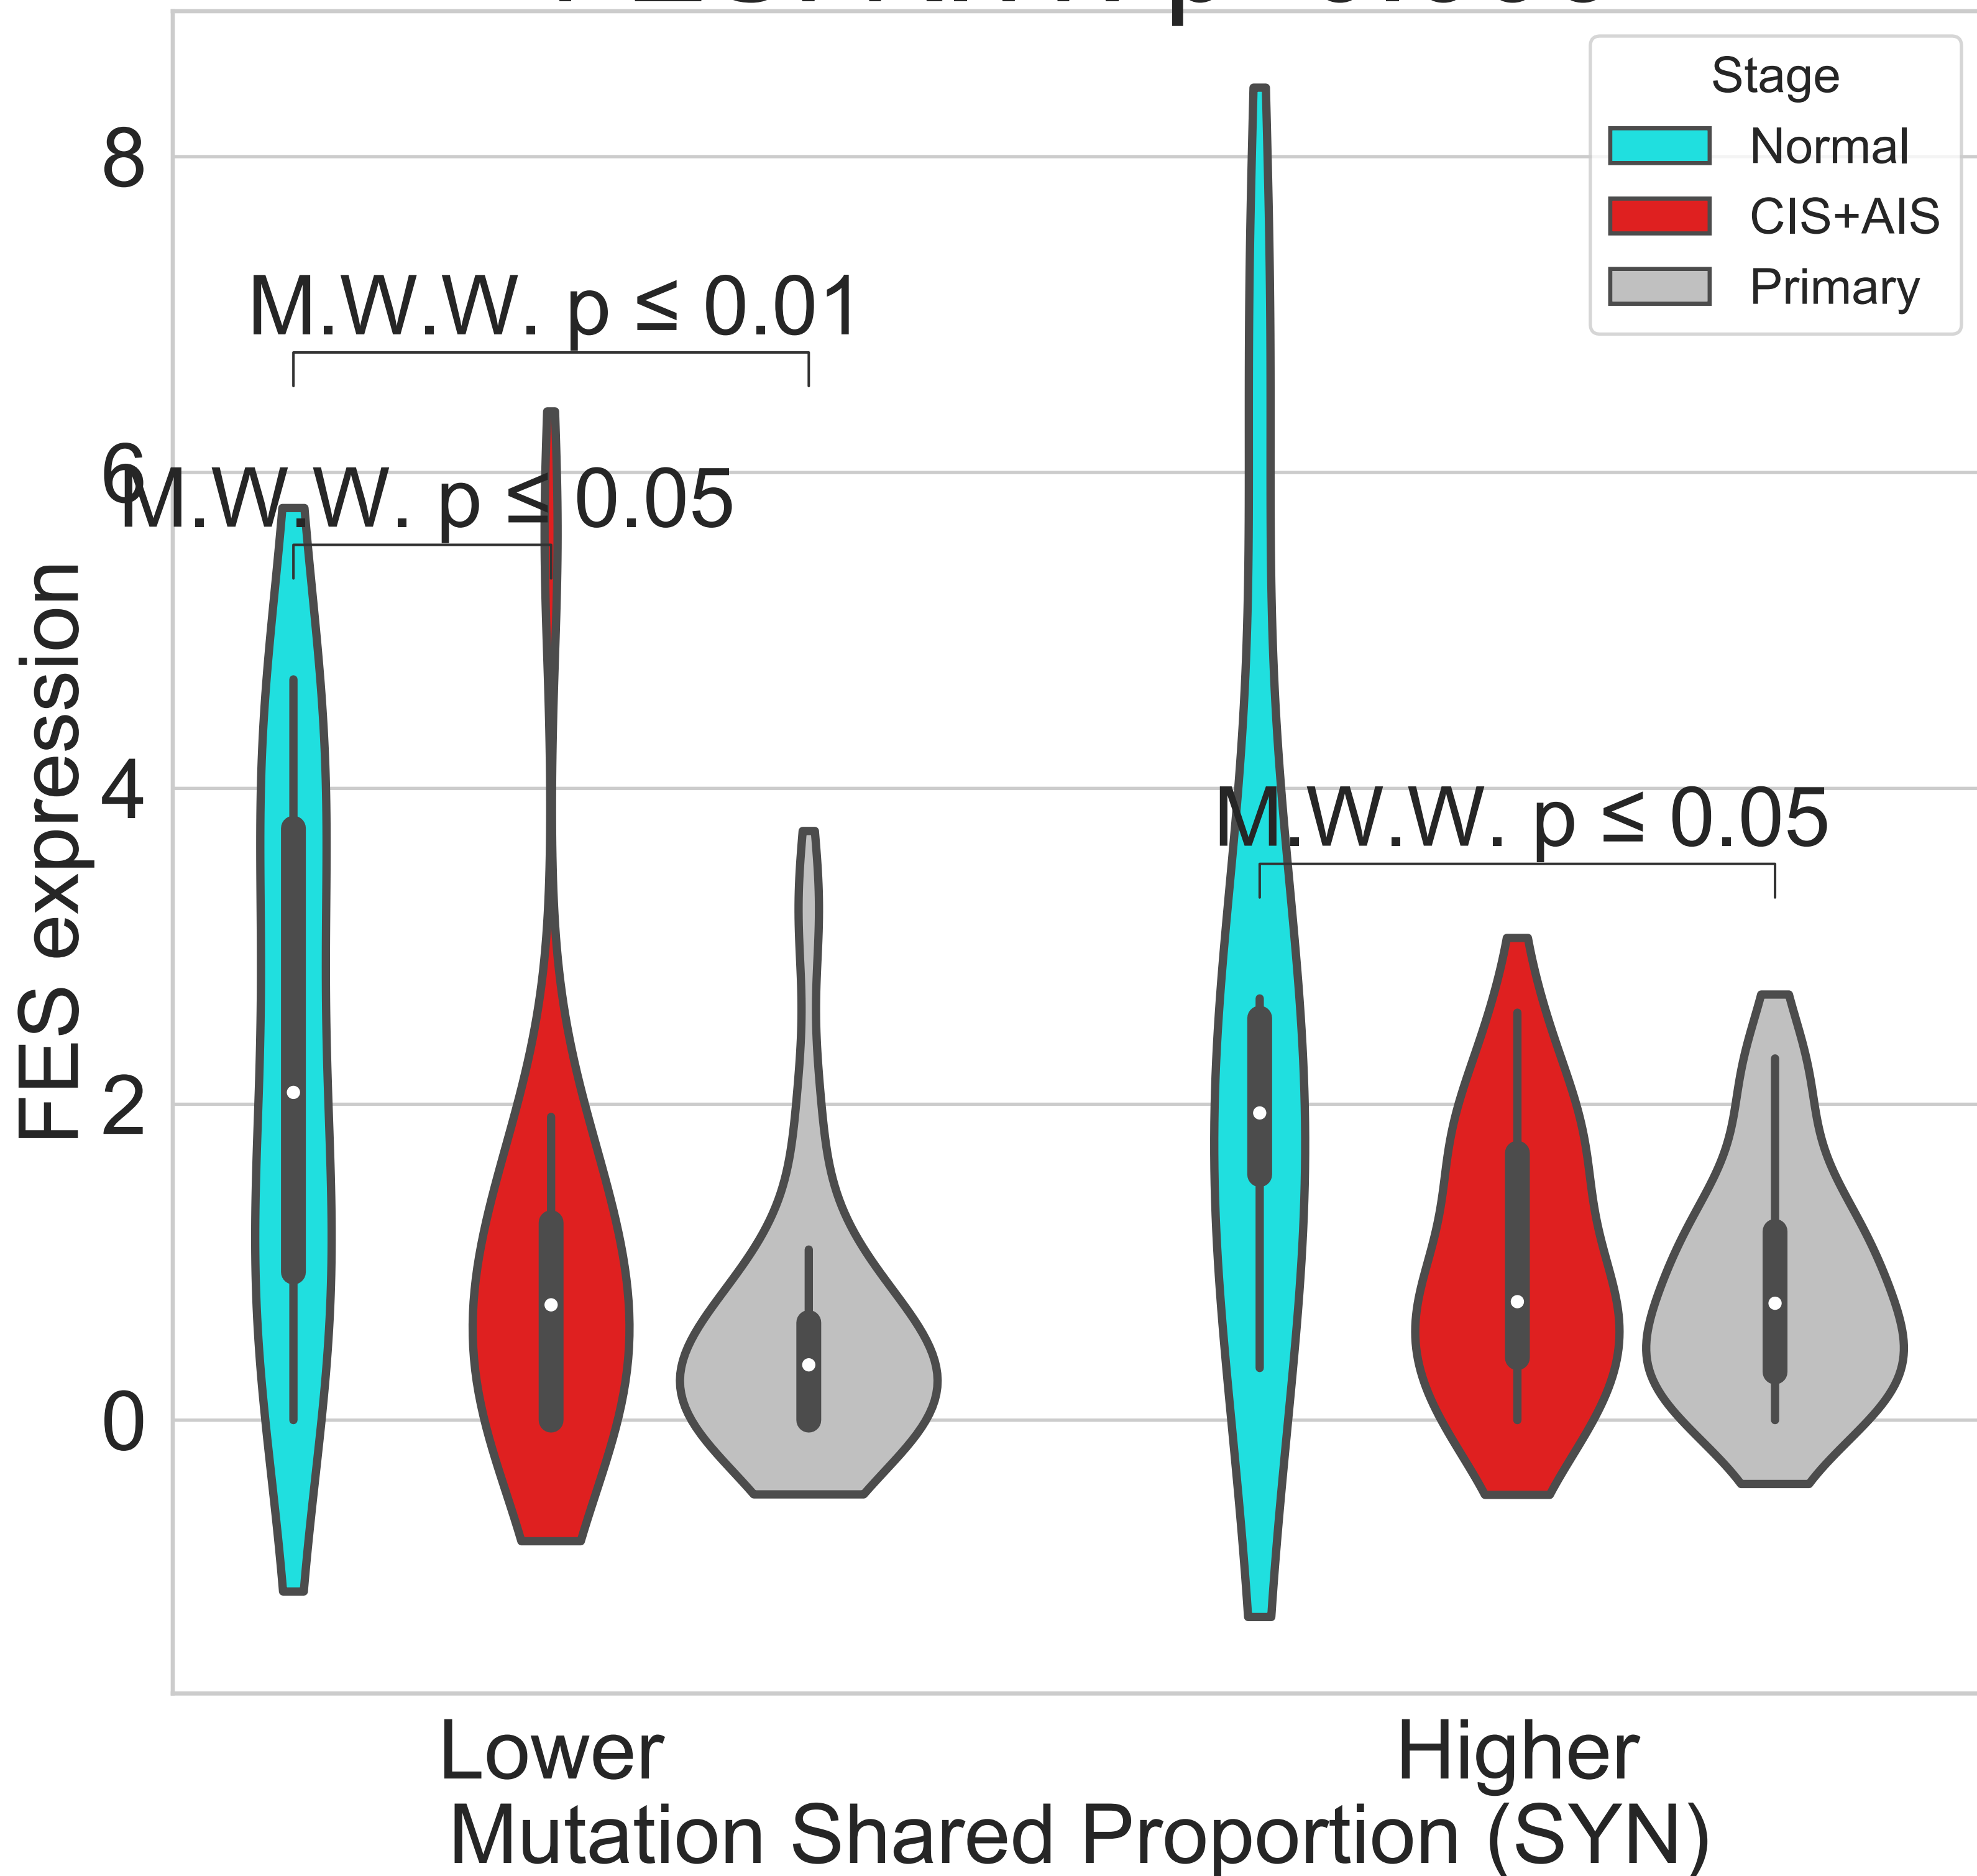 Stage
Normal
CIS+AIS
Primary
8
M.W.W. p ≤ 0.01
6
M.W.W. p ≤ 0.05
4
M.W.W. p ≤ 0.05
2
0
FES expression
Lower
Higher
Mutation Shared Proportion (SYN)